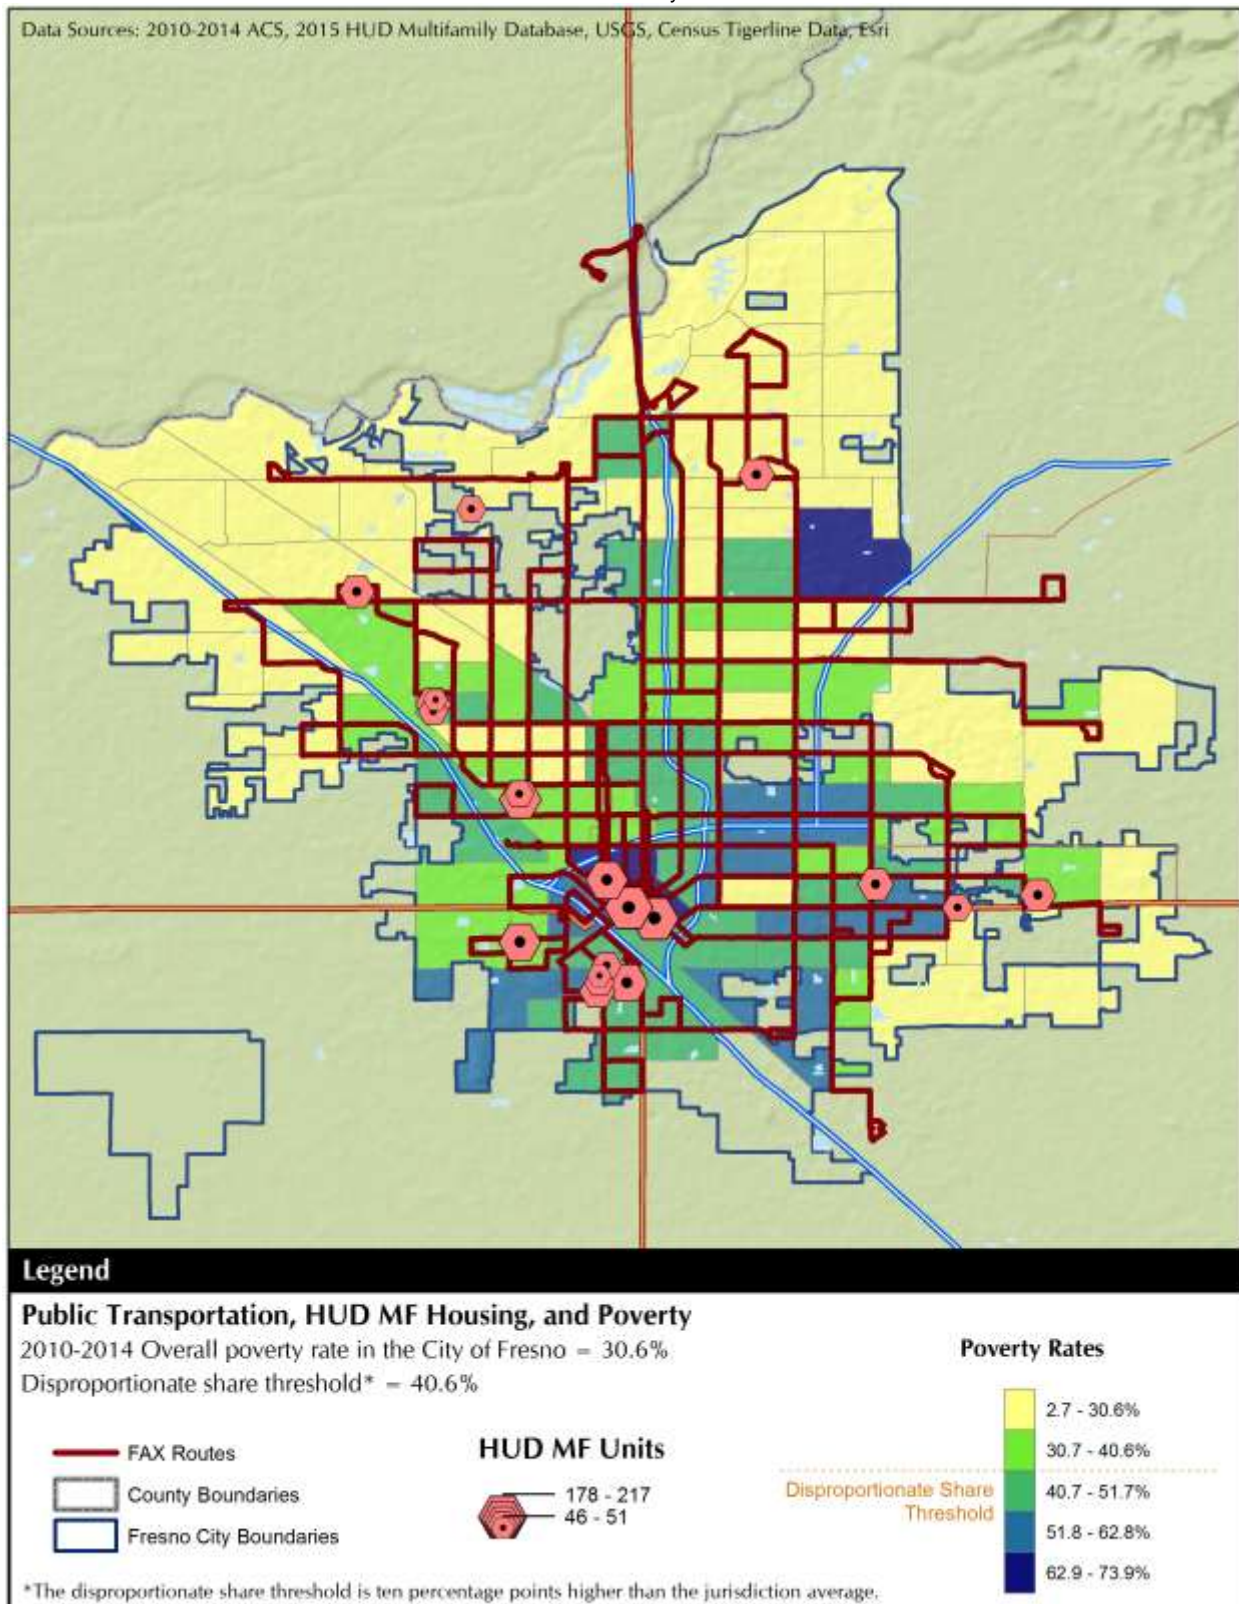 Data Sources: 2010-2014 ACS, 2015 HUD Multifamily Database, USGS, Census Tigerline Data, Esri
Legend
Public Transportation, HUD MF Housing, and Poverty
2010-2014 Overall poverty rate in the City of Fresno = 30.6%
Disproportionate share threshold* = 40.6%
FAX Routes
County Boundaries
Fresno City Boundaries
HUD MF Units
178 - 217
46 - 51
Poverty Rates
2.7 - 30.6%
30.7 - 40.6%
Disproportionate Share
Threshold
40.7 - 51.7%
51.8 - 62.8%
62.9 - 73.9%
*The disproportionate share threshold is ten percentage points higher than the jurisdiction average.